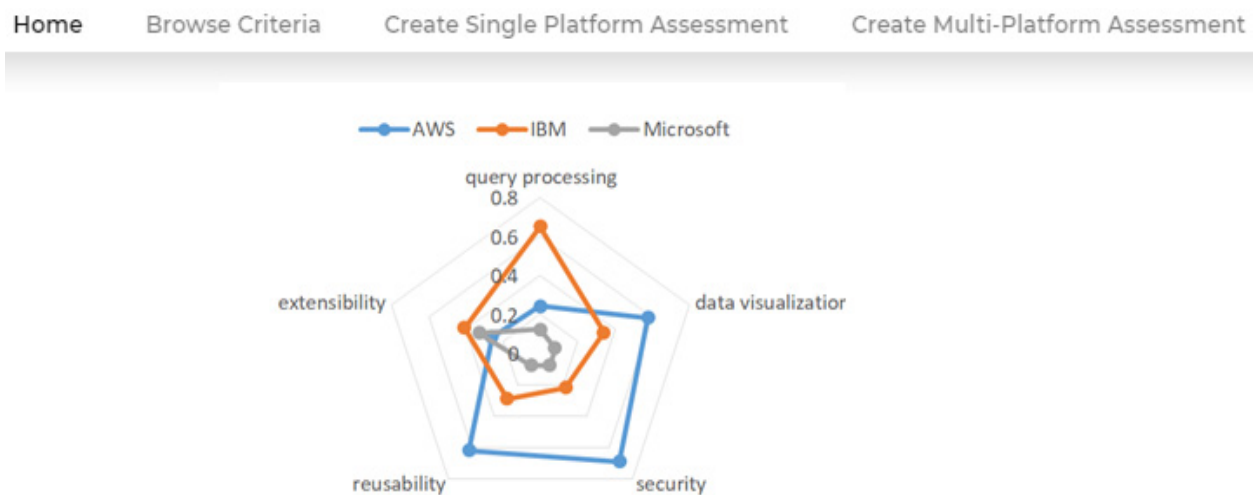 Home Browse Criteria Create Single Platform Assessment Create Multi-Platform Assessment
AWS IBM Microsoft
query processing
0.8
0.6
0.4
extensibility data visualization
0.2
0
reusability security